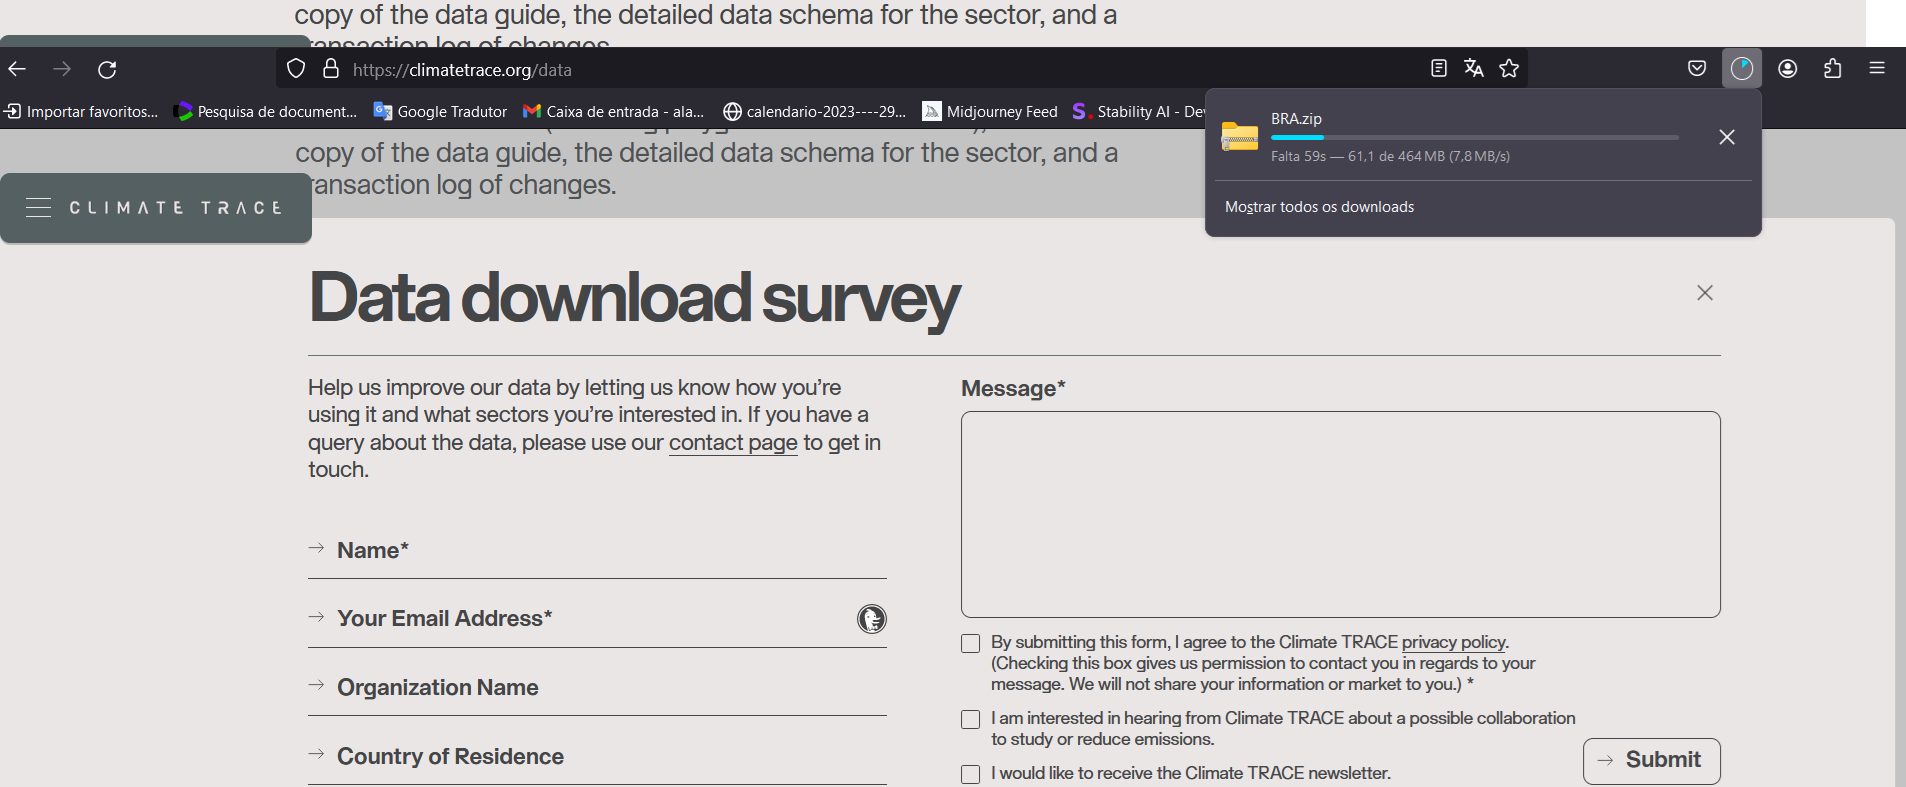 copy of the data guide, the detailed data schema for the sector, and a
transaction log of changes.
https://climatetrace.org/data
Importar favoritos...
Pesquisa de document...
Google Tradutor
Caixa de entrada - ala...
calendario-2023----29...
Midjourney Feed
Stability AI - De
BRA.zip
Falta 59s — 61,1 de 464 MB (7,8 MB/s)
Mostrar todos os downloads
copy of the data guide, the detailed data schema for the sector, and a
ransaction log of changes.
CLIMATE TRACE
Data download survey
Help us improve our data by letting us know how you're
using it and what sectors you're interested in. If you have a
query about the data, please use our contact page to get in
touch.
Name*
Your Email Address*
Organization Name
Country of Residence
Message*
By submitting this form, I agree to the Climate TRACE privacy policy.
(Checking this box gives us permission to contact you in regards to your
message. We will not share your information or market to you.) *
I am interested in hearing from Climate TRACE about a possible collaboration
to study or reduce emissions.
I would like to receive the Climate TRACE newsletter.
Submit